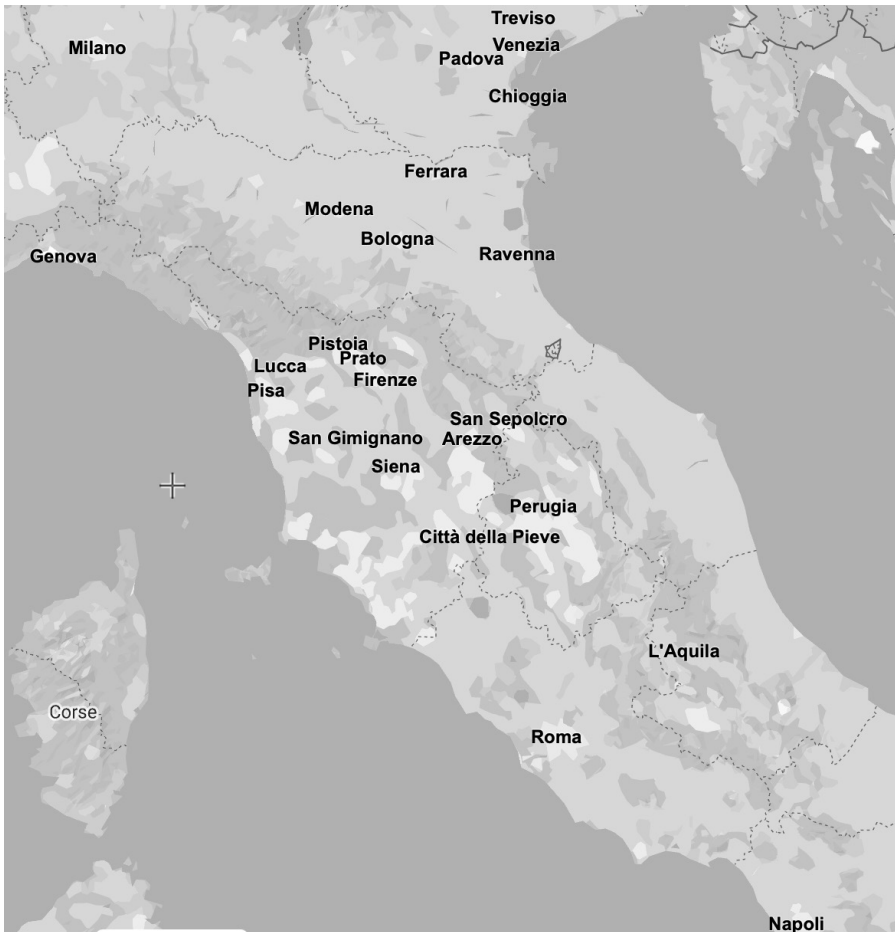 Treviso
Milano
Venezia
Padova
Chioggia
Ferrara
Modena
Bologna
Ravenna
Genova
Pistoia
Prato
Lucca
Firenze
Pisa
San Sepolcro
San Gimignano
Arezzo
Siena
Perugia
Città della Pieve
L'Aquila
Corse
Roma
Napoli